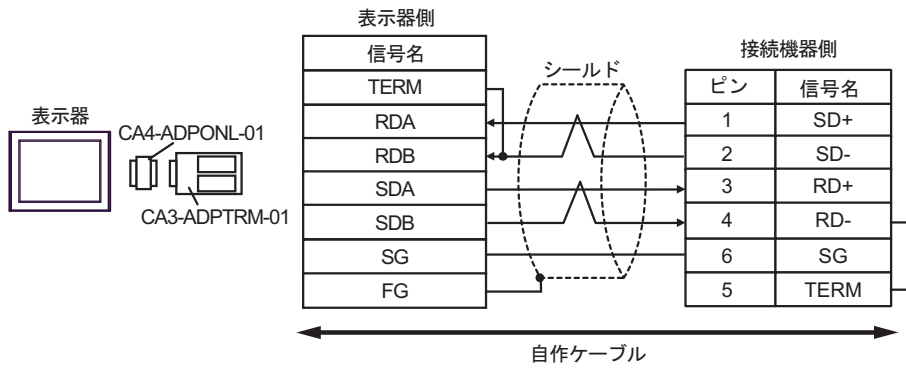 表示器
CA4-ADPONL-01
CA3-ADPTRM-01
表示器側
信号名
TERM
RDA
RDB
SDA
SDB
SG
FG
シールド
接続機器側
ピン 信号名
1 SD+
2 SD-
3 RD+
4 RD-
6 SG
5 TERM
自作ケーブル